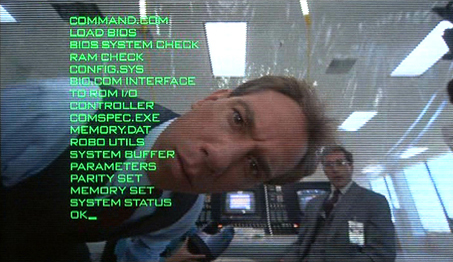 COMMAND.COM
LOAD BIOS
BIOS SYSTEM CHECK
RAM CHECK
CONFIG.SYS
BIO.COM INTERFACE
TO ROM I/O
CONTROLLER
COMSPEC.EXE
MEMORY.DAT
ROBO UTILS
SYSTEM BUFFER
PARAMETERS
PARITY SET
MEMORY SET
SYSTEM STATUS
OK_